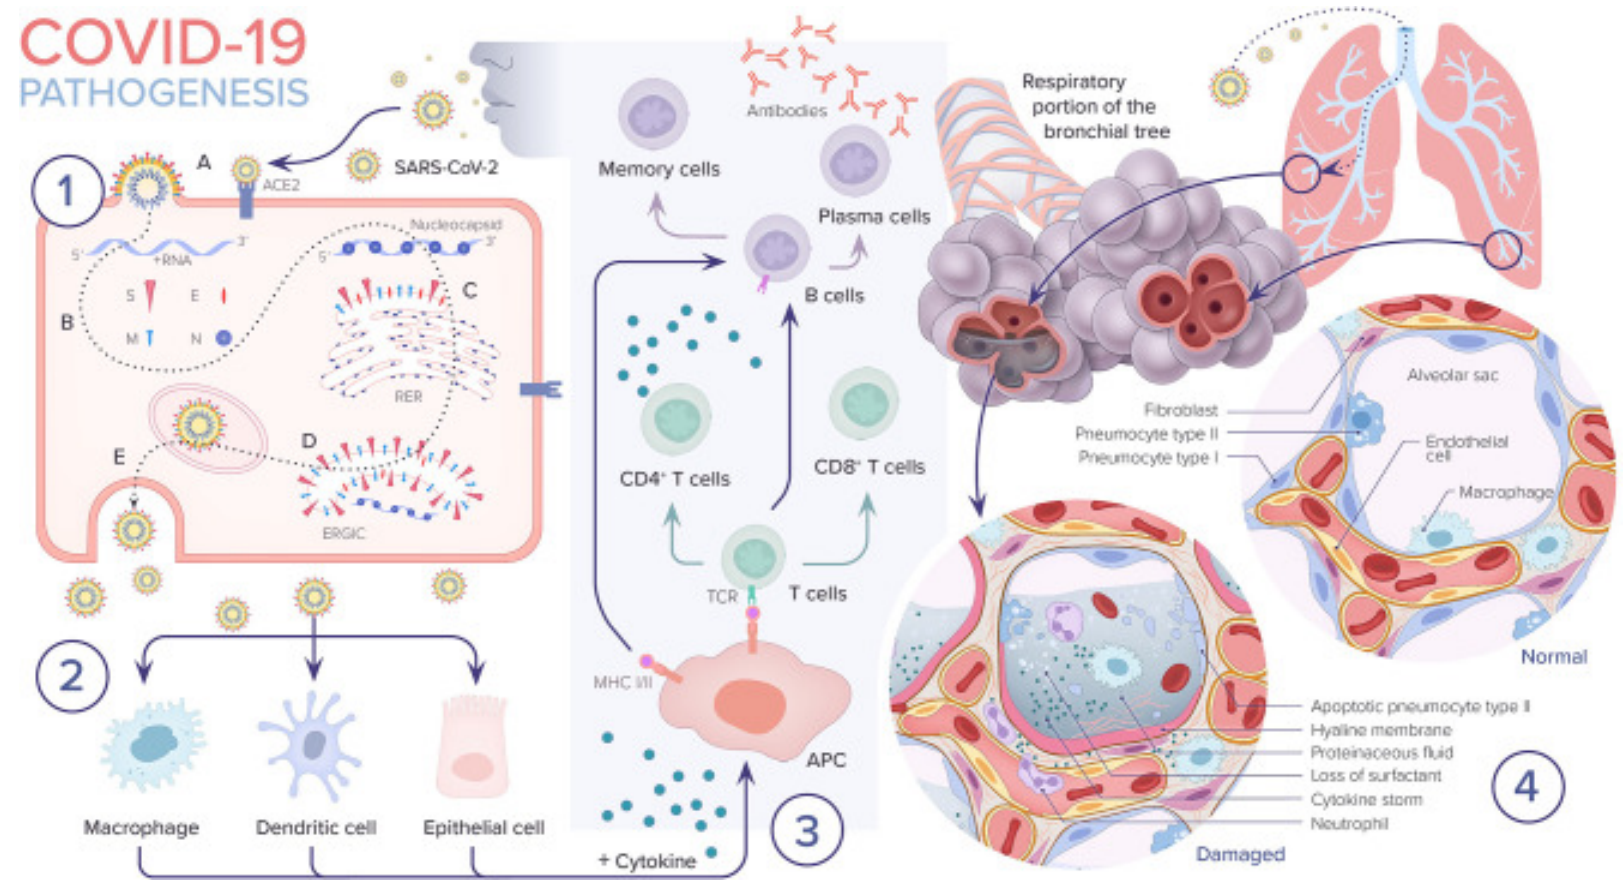 COVID-19
PATHOGENESIS
1
A
ACE2
SARS-CoV-2
5'
+RNA
3'
Nucleocapsid
5'
3'
S
E
M
N
B
C
RER
D
ERGIC
E
2
Macrophage
Dendritic cell
Epithelial cell
+ Cytokine
3
Antibodies
Memory cells
Plasma cells
B cells
CD4⁺ T cells
CD8⁺ T cells
TCR
T cells
MHC I/II
APC
Respiratory
portion of the
bronchial tree
Alveolar sac
Fibroblast
Pneumocyte type II
Pneumocyte type I
Endothelial
cell
Macrophage
Normal
Apoptotic pneumocyte type II
Hyaline membrane
Proteinaceous fluid
Loss of surfactant
Cytokine storm
Neutrophil
Damaged
4